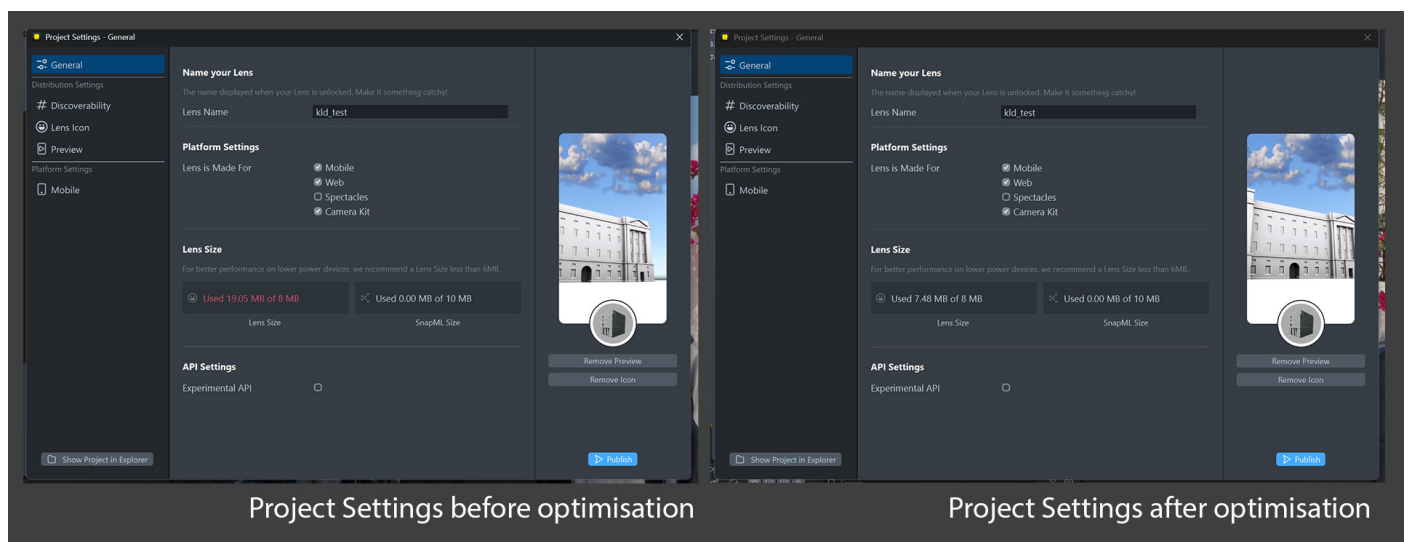 Project Settings - General
General
Distribution Settings
Discoverability
Lens Icon
Preview
Platform Settings
Mobile
Show Project in Explorer
Name your Lens
The name displayed when your Lens is unlocked. Make it something catchy!
Lens Name kld_test
Platform Settings
Lens is Made For Mobile
Web
Spectacles
Camera Kit
Lens Size
For better performance on lower power devices, we recommend a Lens Size less than 6MB.
Used 19.05 MB of 8 MB Used 0.00 MB of 10 MB
Lens Size SnapML Size
API Settings
Experimental API
Remove Preview
Remove Icon
Publish
Project Settings before optimisation
Project Settings - General
General
Distribution Settings
Discoverability
Lens Icon
Preview
Platform Settings
Mobile
Show Project in Explorer
Name your Lens
The name displayed when your Lens is unlocked. Make it something catchy!
Lens Name kld_test
Platform Settings
Lens is Made For Mobile
Web
Spectacles
Camera Kit
Lens Size
For better performance on lower power devices, we recommend a Lens Size less than 6MB.
Used 7.48 MB of 8 MB Used 0.00 MB of 10 MB
Lens Size SnapML Size
API Settings
Experimental API
Remove Preview
Remove Icon
Publish
Project Settings after optimisation